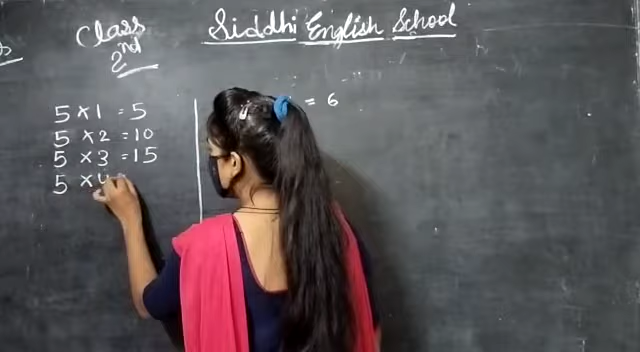 Class
2nd
Siddhi English School
5 × 1 = 5
5 × 2 = 10
5 × 3 = 15
5 × 4
= 6